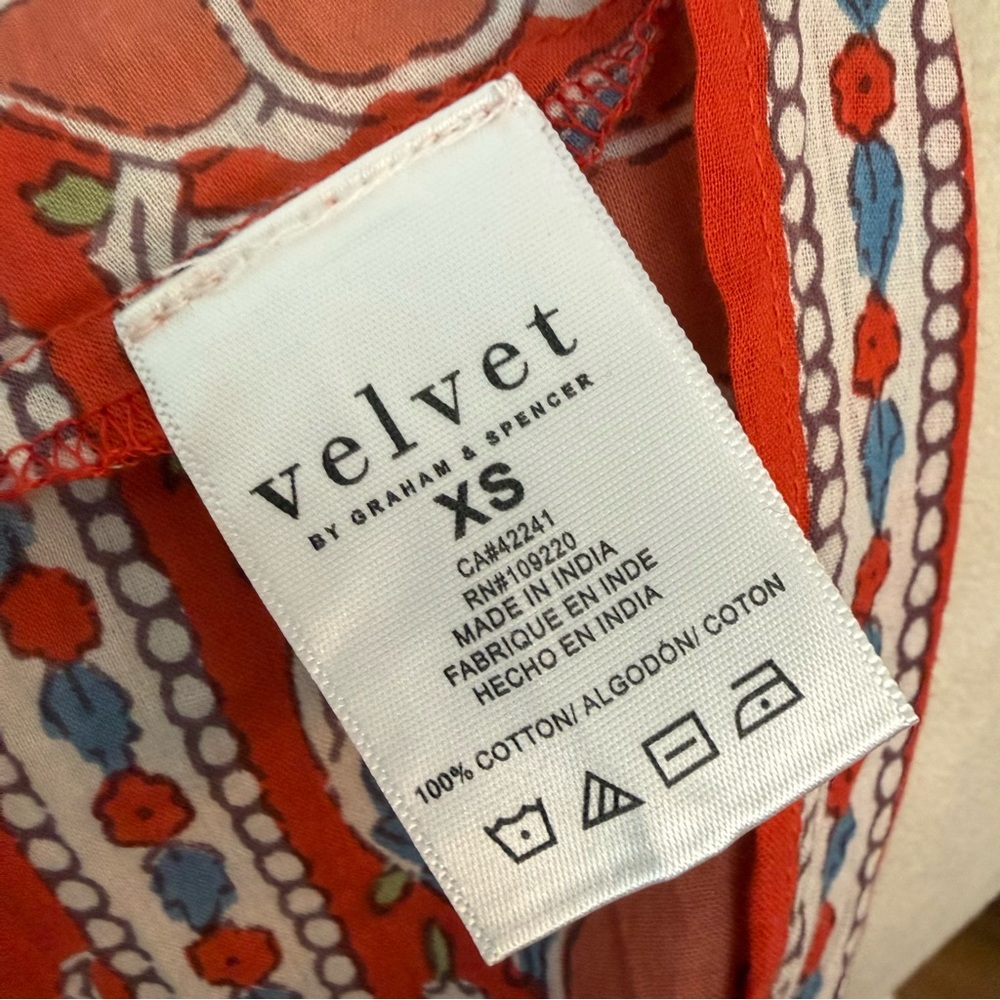 velvet
BY GRAHAM & SPENCER
XS
CA#42241
RN#109220
MADE IN INDIA
FABRIQUE EN INDE
HECHO EN INDIA
100% COTTON/ ALGODÓN/ COTON